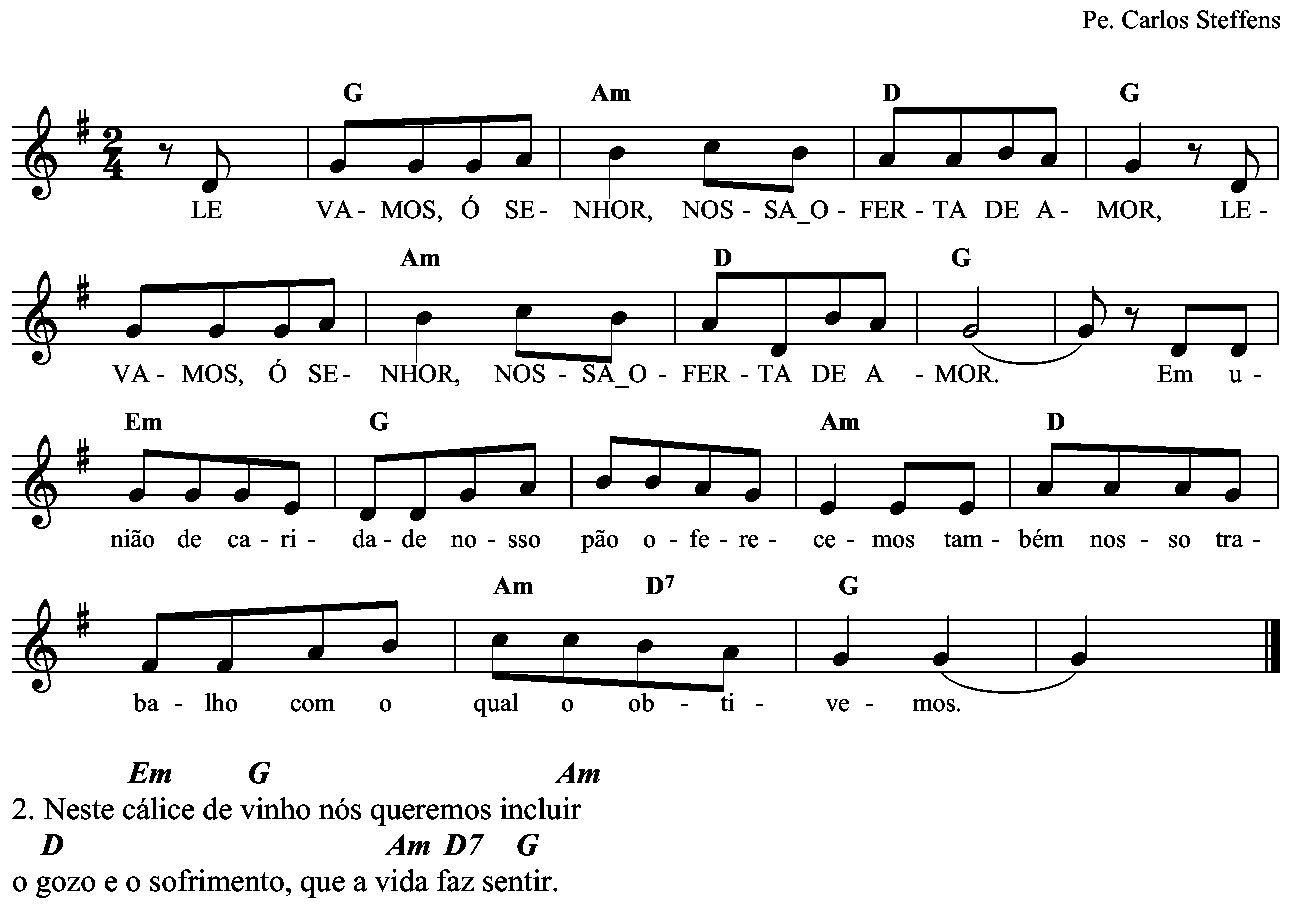 Pe. Carlos Steffens
G Am D G
2
4
LE VA - MOS, Ó SE - NHOR, NOS - SA_O - FER - TA DE A - MOR, LE -
Am D G
VA - MOS, Ó SE - NHOR, NOS - SA_O - FER - TA DE A - MOR. Em u -
Em G Am D
nião de ca - ri - da - de no - sso pão o - fe - re - ce - mos tam - bém nos - so tra -
Am D7 G
ba - lho com o qual o ob - ti - ve - mos.
Em G Am
2. Neste cálice de vinho nós queremos incluir
D Am D7 G
o gozo e o sofrimento, que a vida faz sentir.